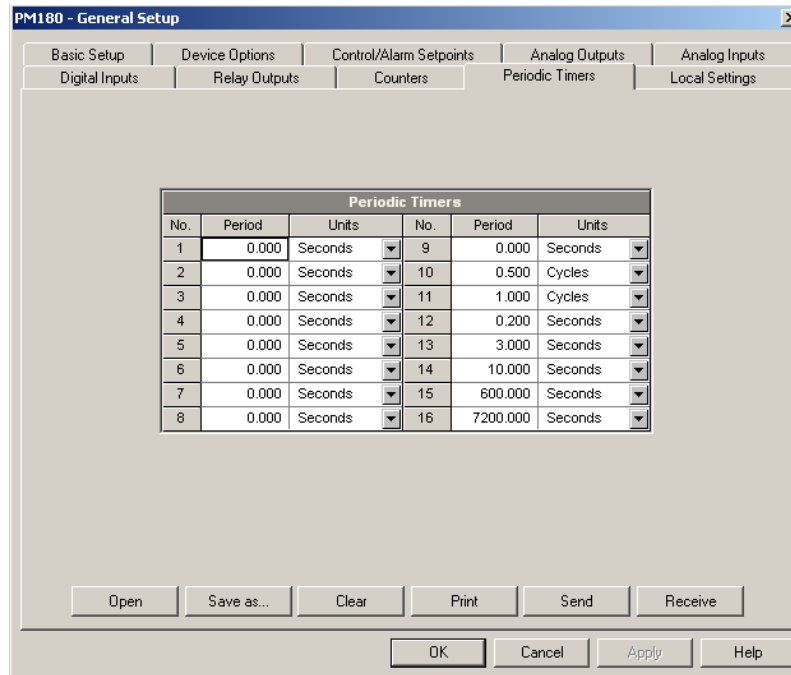 PM180 - General Setup
Basic Setup Device Options Control/Alarm Setpoints Analog Outputs Analog Inputs
Digital Inputs Relay Outputs Counters Periodic Timers Local Settings
Periodic Timers
No. Period Units No. Period Units
1 0.000 Seconds 9 0.000 Seconds
2 0.000 Seconds 10 0.500 Cycles
3 0.000 Seconds 11 1.000 Cycles
4 0.000 Seconds 12 0.200 Seconds
5 0.000 Seconds 13 3.000 Seconds
6 0.000 Seconds 14 10.000 Seconds
7 0.000 Seconds 15 600.000 Seconds
8 0.000 Seconds 16 7200.000 Seconds
Open Save as... Clear Print Send Receive
OK Cancel Apply Help